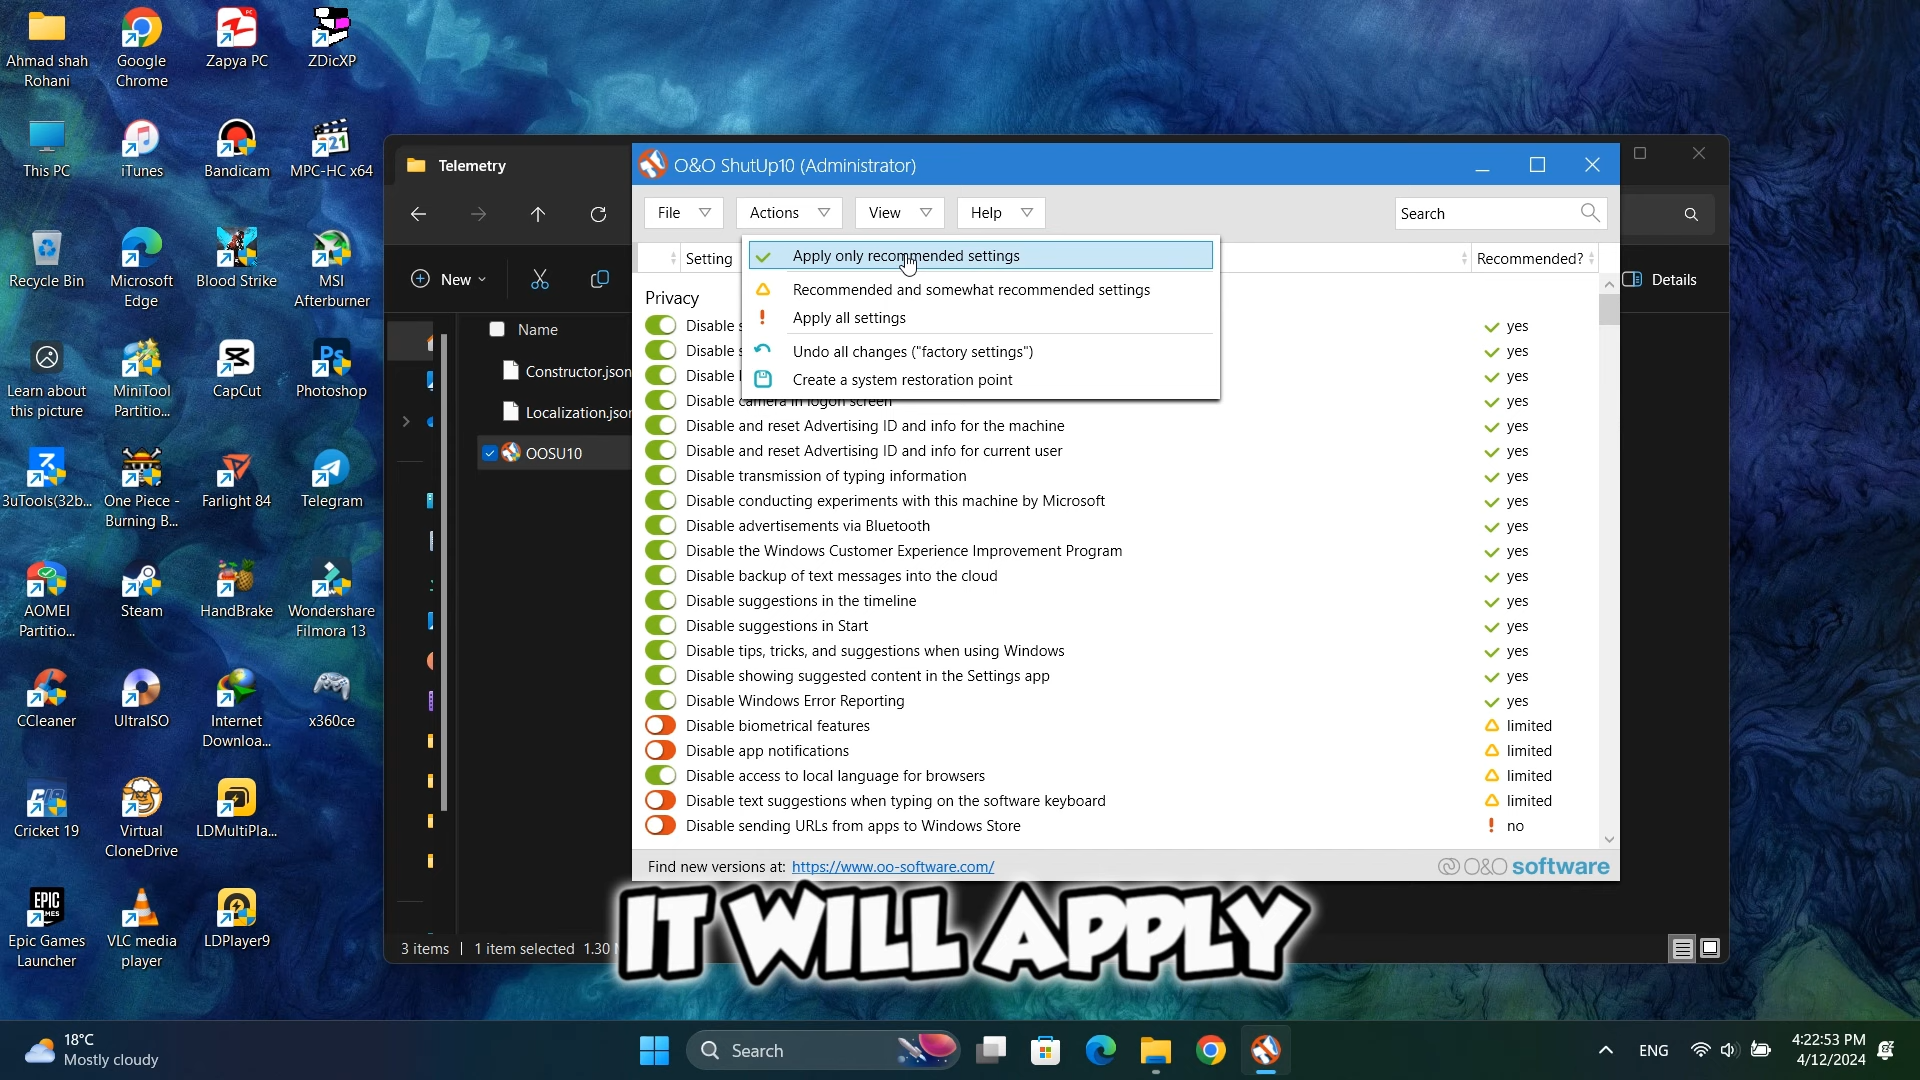 Ahmad shah
Rohani
Google
Chrome
Zapya PC
ZDicXP
This PC
iTunes
Bandicam
MPC-HC x64
Recycle Bin
Microsoft
Edge
Blood Strike
MSI
Afterburner
Learn about
this picture
MiniTool
Partitio...
CapCut
Photoshop
3uTools(32b...
One Piece -
Burning B...
Farlight 84
Telegram
AOMEI
Partitio...
Steam
HandBrake
Wondershare
Filmora 13
CCleaner
UltraISO
Internet
Downloa...
x360ce
Cricket 19
Virtual
CloneDrive
LDMultiPla...
Epic Games
Launcher
VLC media
player
LDPlayer9
Telemetry
New
Name
Constructor.json
Localization.jsor
OOSU10
3 items
1 item selected 1.30
Details
O&O ShutUp10 (Administrator)
File
Actions
View
Help
Search
Setting
Recommended?
Apply only recommended settings
Recommended and somewhat recommended settings
Apply all settings
Undo all changes ("factory settings")
Create a system restoration point
Privacy
Disable s yes
Disable s yes
Disable yes
Disable camera in logon screen yes
Disable and reset Advertising ID and info for the machine yes
Disable and reset Advertising ID and info for current user yes
Disable transmission of typing information yes
Disable conducting experiments with this machine by Microsoft yes
Disable advertisements via Bluetooth yes
Disable the Windows Customer Experience Improvement Program yes
Disable backup of text messages into the cloud yes
Disable suggestions in the timeline yes
Disable suggestions in Start yes
Disable tips, tricks, and suggestions when using Windows yes
Disable showing suggested content in the Settings app yes
Disable Windows Error Reporting yes
Disable biometrical features limited
Disable app notifications limited
Disable access to local language for browsers limited
Disable text suggestions when typing on the software keyboard limited
Disable sending URLs from apps to Windows Store no
Find new versions at: https://www.oo-software.com/
O&O software
IT WILL APPLY
18°C
Mostly cloudy
Search
ENG
4:22:53 PM
4/12/2024